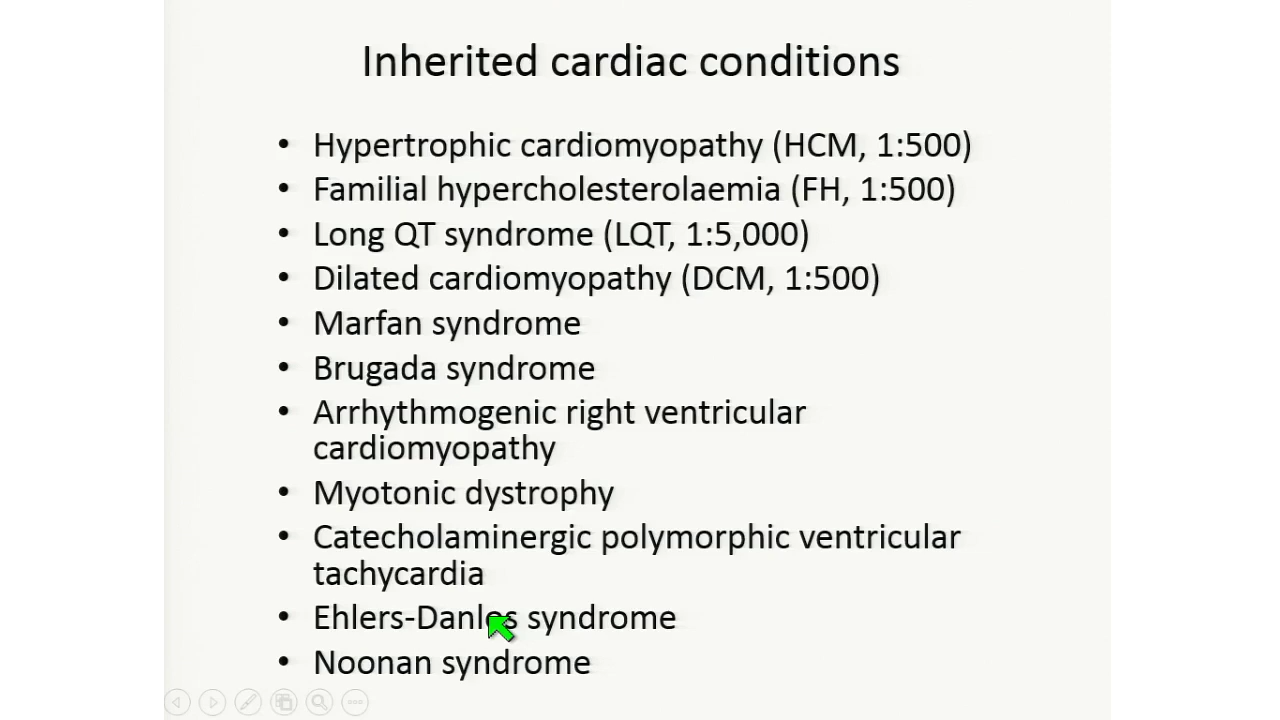 Inherited cardiac conditions
• Hypertrophic cardiomyopathy (HCM, 1:500)
• Familial hypercholesterolaemia (FH, 1:500)
• Long QT syndrome (LQT, 1:5,000)
• Dilated cardiomyopathy (DCM, 1:500)
• Marfan syndrome
• Brugada syndrome
• Arrhythmogenic right ventricular
cardiomyopathy
• Myotonic dystrophy
• Catecholaminergic polymorphic ventricular
tachycardia
• Ehlers-Danlos syndrome
• Noonan syndrome